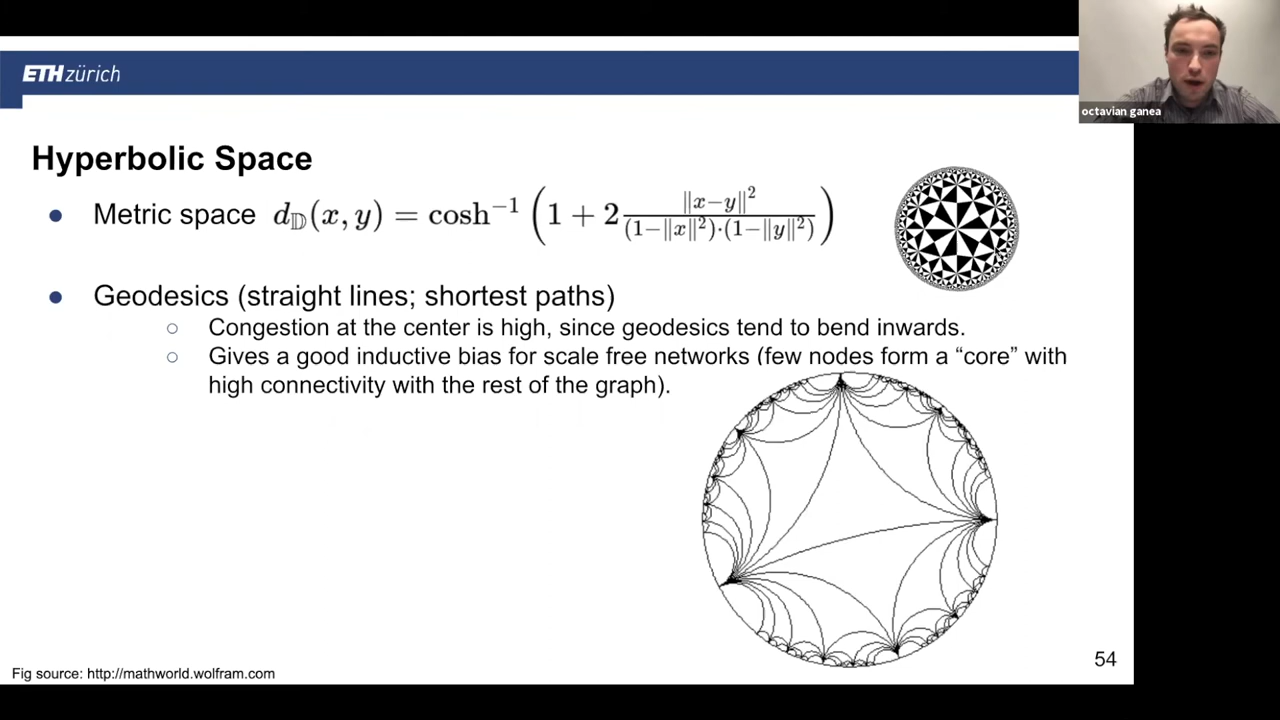 ETH zürich
octavian ganea
Hyperbolic Space
● Metric space d_𝔻(x, y) = cosh⁻¹ (1 + 2 ‖x−y‖² / ((1−‖x‖²)·(1−‖y‖²)))
● Geodesics (straight lines; shortest paths)
○ Congestion at the center is high, since geodesics tend to bend inwards.
○ Gives a good inductive bias for scale free networks (few nodes form a “core” with
high connectivity with the rest of the graph).
54
Fig source: http://mathworld.wolfram.com